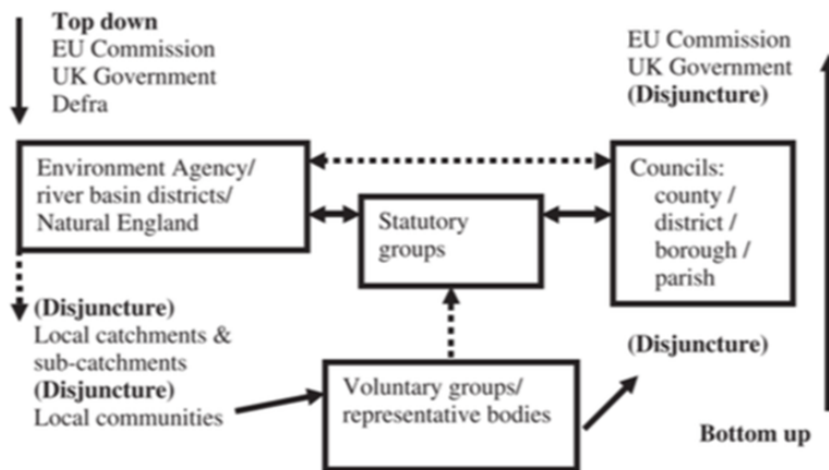 Top down
EU Commission
UK Government
Defra
EU Commission
UK Government
(Disjuncture)
Environment Agency/
river basin districts/
Natural England
Statutory
groups
Councils:
county /
district /
borough /
parish
(Disjuncture)
Local catchments &
sub-catchments
(Disjuncture)
Local communities
Voluntary groups/
representative bodies
(Disjuncture)
Bottom up